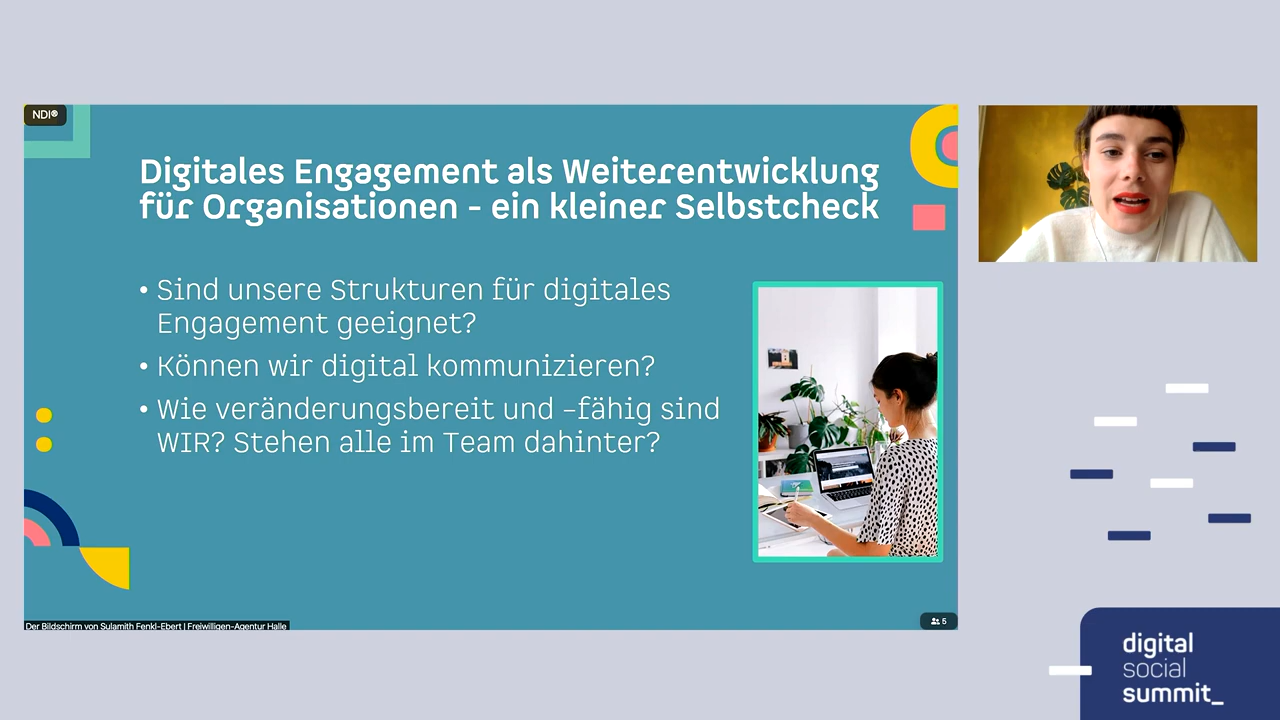 NDI®
Digitales Engagement als Weiterentwicklung
für Organisationen - ein kleiner Selbstcheck
• Sind unsere Strukturen für digitales
Engagement geeignet?
• Können wir digital kommunizieren?
• Wie veränderungsbereit und –fähig sind
WIR? Stehen alle im Team dahinter?
Der Bildschirm von Sulamith Fenkl-Ebert | Freiwilligen-Agentur Halle
5
digital
social
summit_